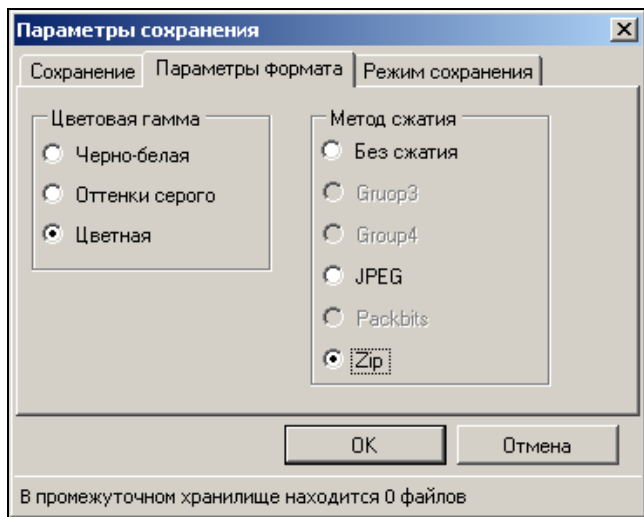 Параметры сохранения
Сохранение Параметры формата Режим сохранения
Цветовая гамма
Черно-белая
Оттенки серого
Цветная
Метод сжатия
Без сжатия
Gruop3
Group4
JPEG
Packbits
Zip
OK Отмена
В промежуточном хранилище находится 0 файлов